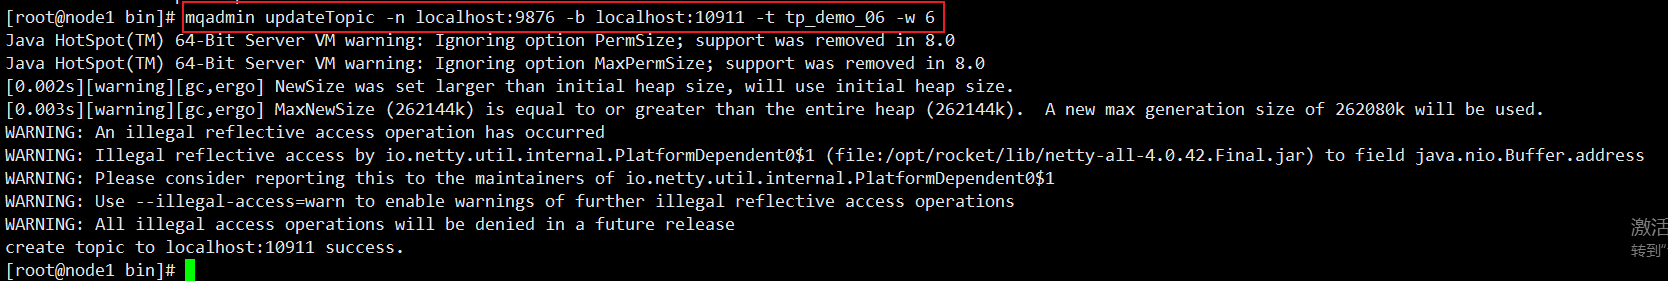 [root@node1 bin]# mqadmin updateTopic -n localhost:9876 -b localhost:10911 -t tp_demo_06 -w 6
Java HotSpot(TM) 64-Bit Server VM warning: Ignoring option PermSize; support was removed in 8.0
Java HotSpot(TM) 64-Bit Server VM warning: Ignoring option MaxPermSize; support was removed in 8.0
[0.002s][warning][gc,ergo] NewSize was set larger than initial heap size, will use initial heap size.
[0.003s][warning][gc,ergo] MaxNewSize (262144k) is equal to or greater than the entire heap (262144k).  A new max generation size of 262080k will be used.
WARNING: An illegal reflective access operation has occurred
WARNING: Illegal reflective access by io.netty.util.internal.PlatformDependent0$1 (file:/opt/rocket/lib/netty-all-4.0.42.Final.jar) to field java.nio.Buffer.address
WARNING: Please consider reporting this to the maintainers of io.netty.util.internal.PlatformDependent0$1
WARNING: Use --illegal-access=warn to enable warnings of further illegal reflective access operations
WARNING: All illegal access operations will be denied in a future release
create topic to localhost:10911 success.
[root@node1 bin]#
激活
转到"